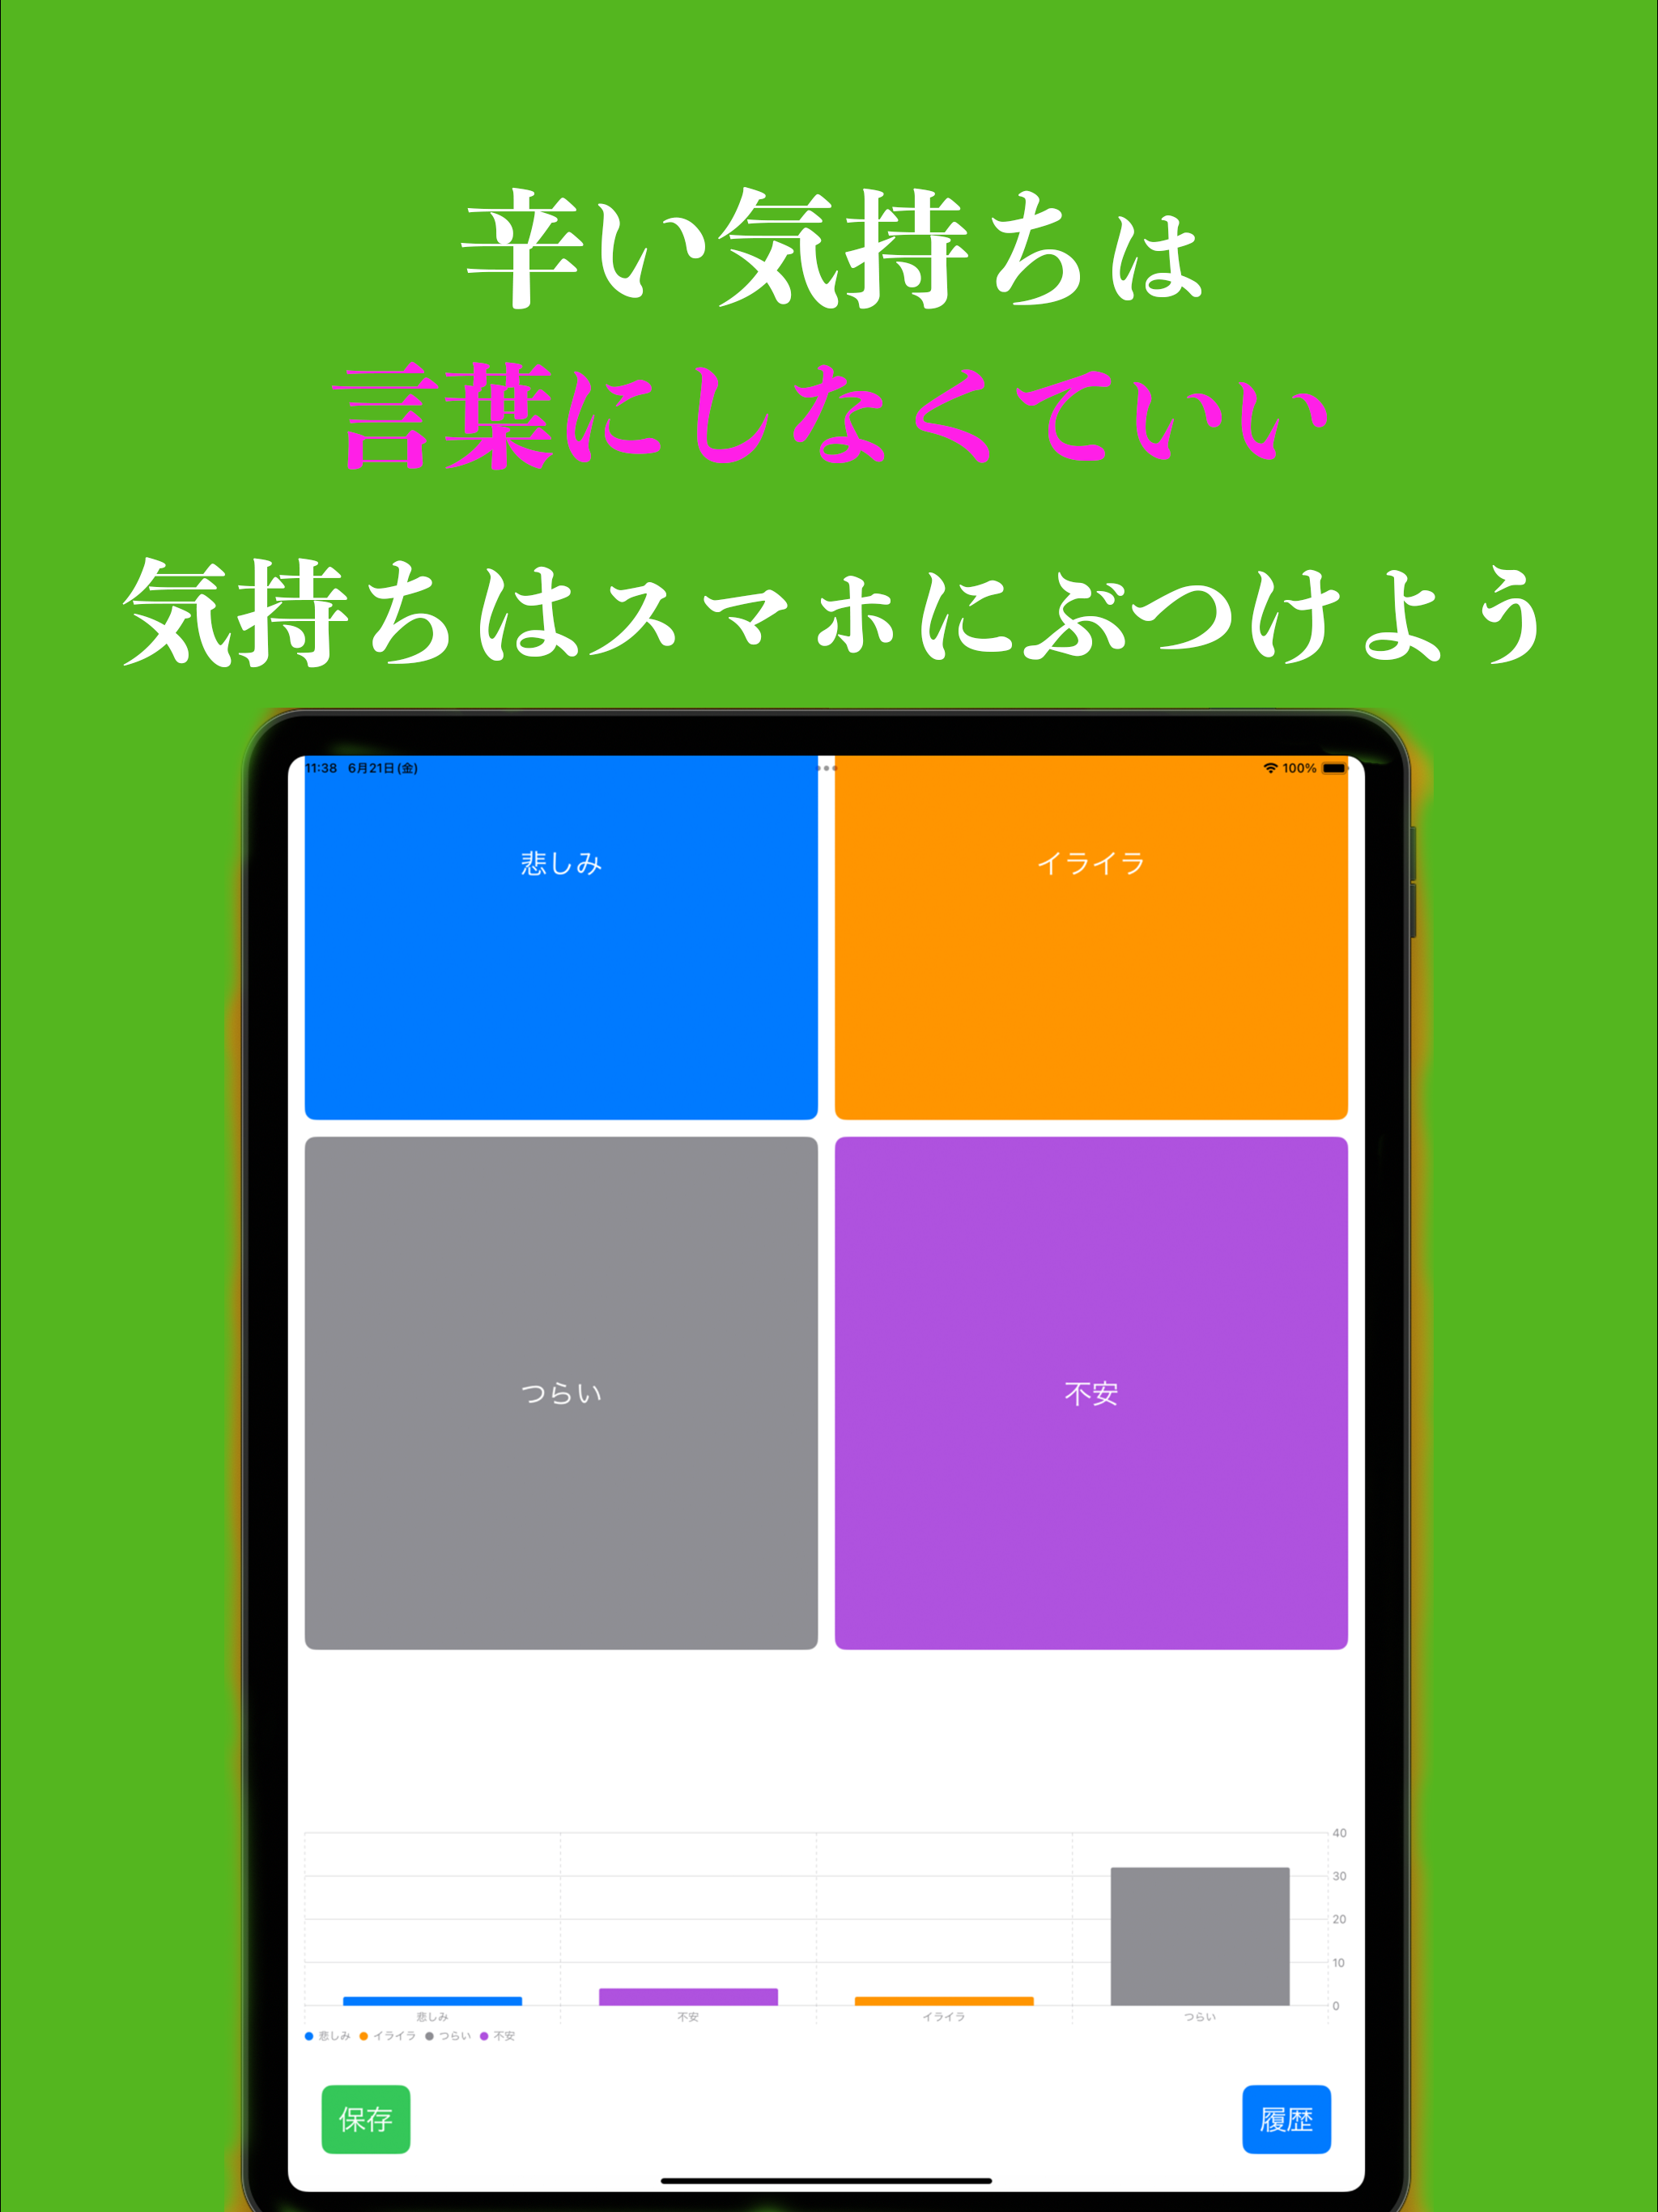 辛い気持ちは
言葉にしなくていい
気持ちはスマホにぶつけよう
11:38 6月21日(金)
100%
悲しみ
イライラ
つらい
不安
40
30
20
10
0
悲しみ 不安 イライラ つらい
悲しみ イライラ つらい 不安
保存
履歴